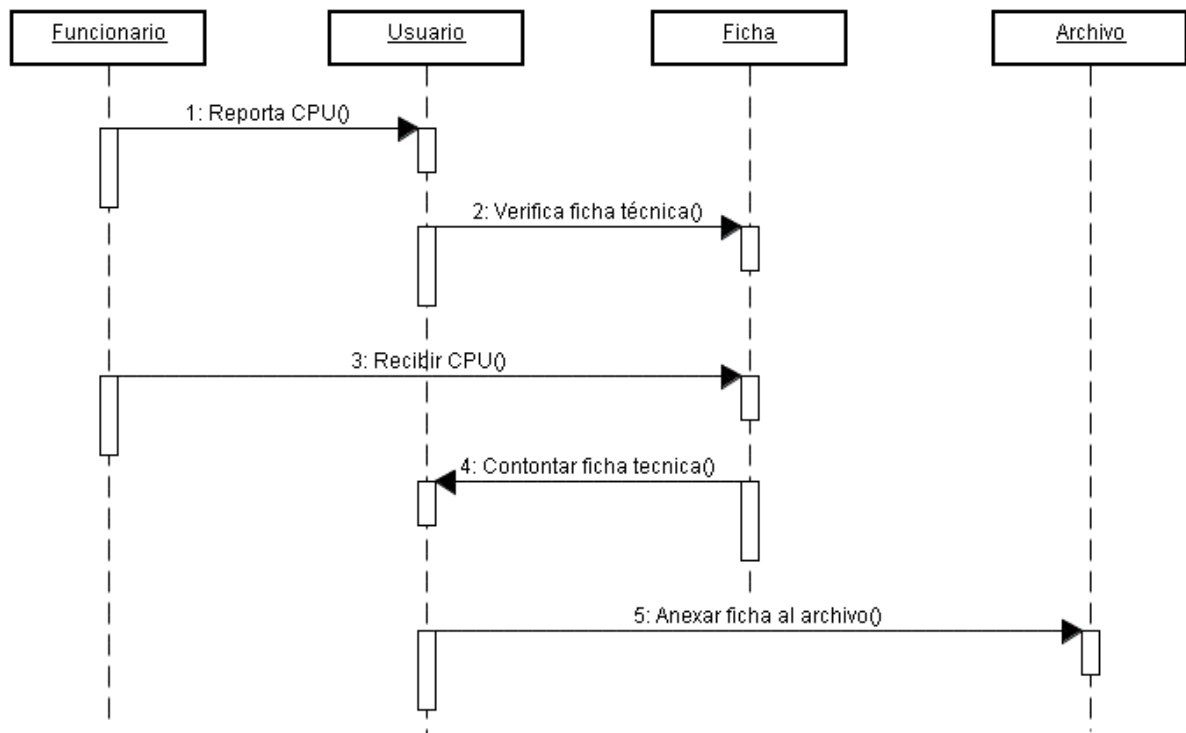 Funcionario
Usuario
Ficha
Archivo
1: Reporta CPU()
2: Verifica ficha técnica()
3: Recibir CPU()
4: Contontar ficha tecnica()
5: Anexar ficha al archivo()